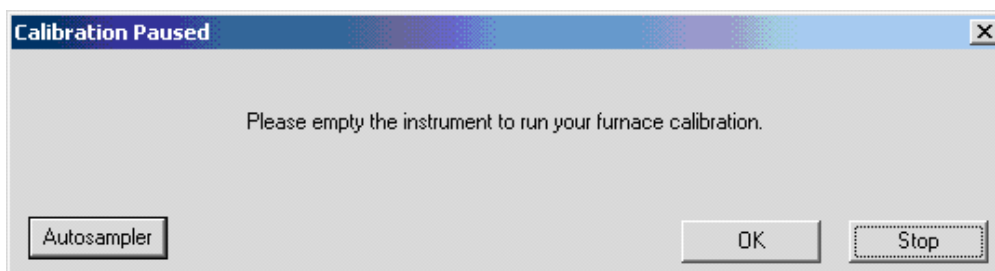 Calibration Paused
Please empty the instrument to run your furnace calibration.
Autosampler
OK
Stop